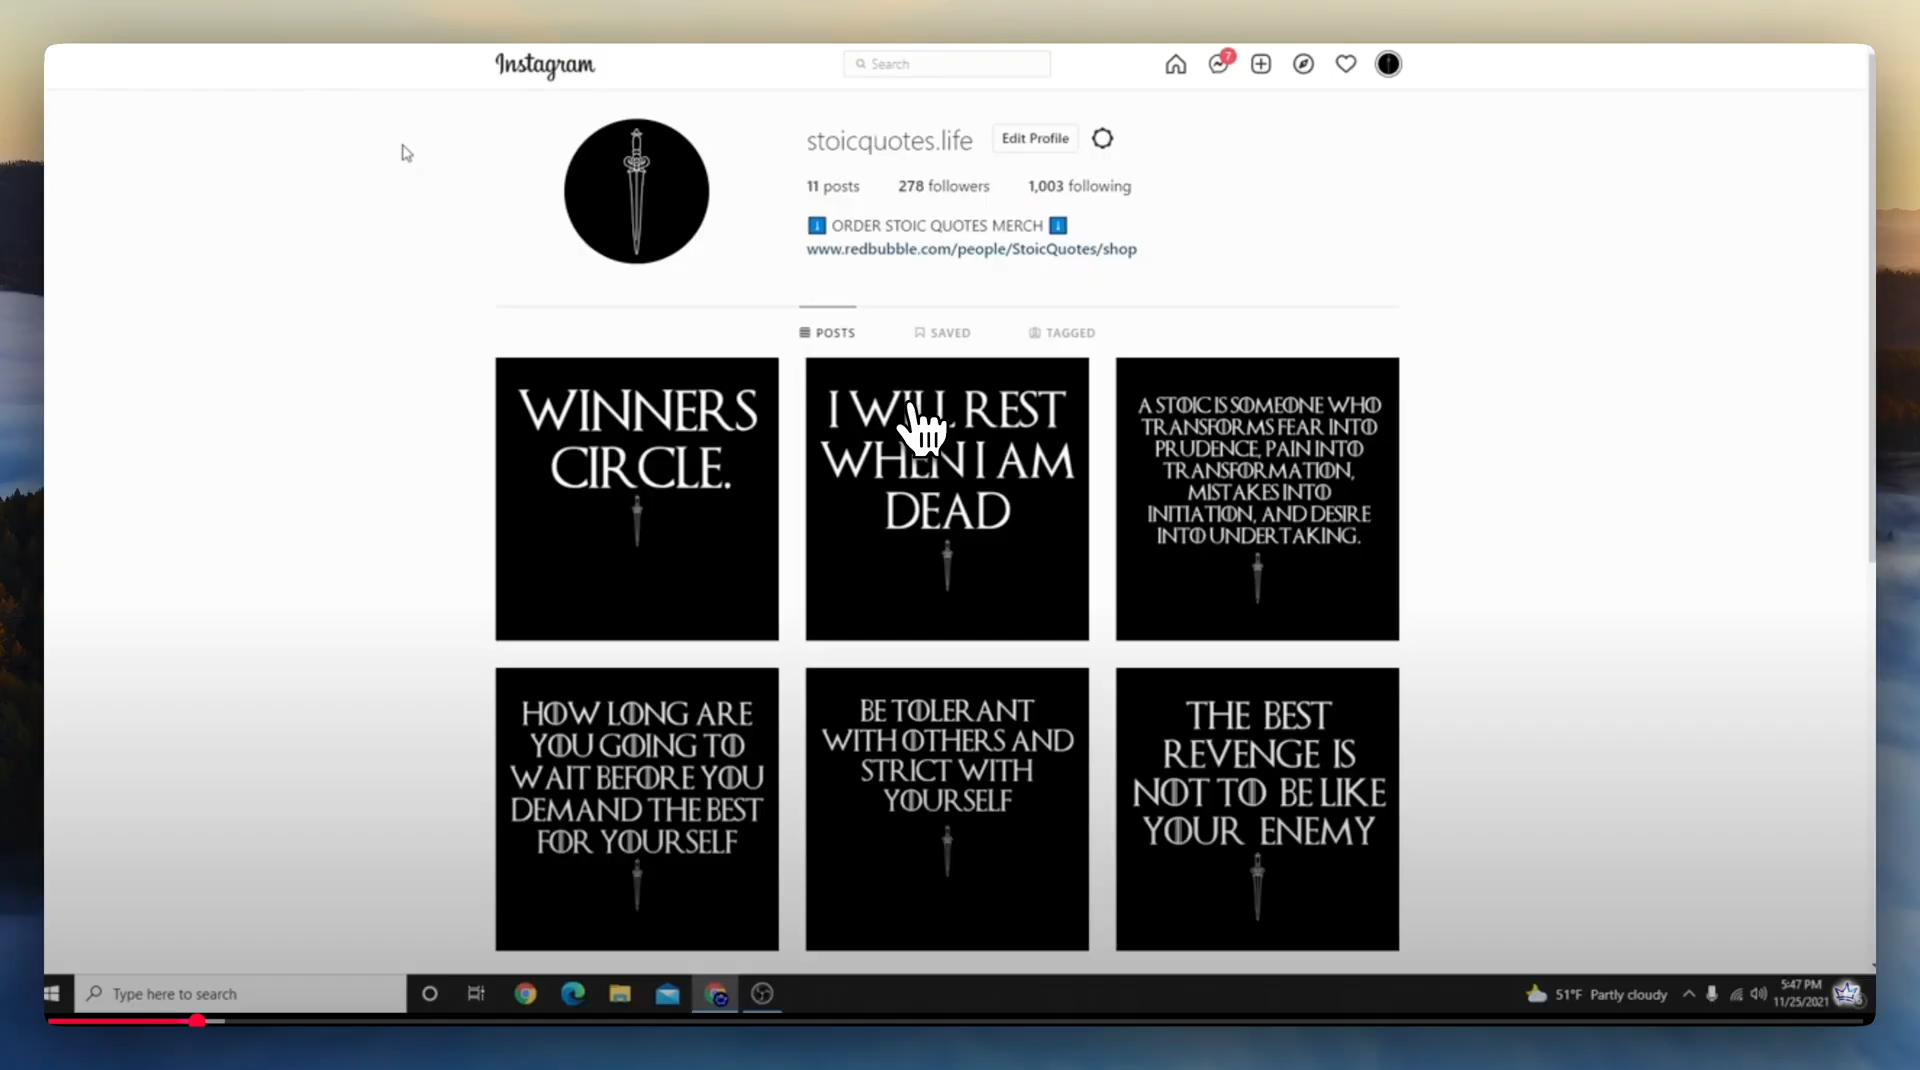 Instagram
Search
7
stoicquotes.life
Edit Profile
11 posts
278 followers
1,003 following
ORDER STOIC QUOTES MERCH
www.redbubble.com/people/StoicQuotes/shop
POSTS
SAVED
TAGGED
WINNERS
CIRCLE.
I WILL REST
WHEN I AM
DEAD
A STOIC IS SOMEONE WHO
TRANSFORMS FEAR INTO
PRUDENCE, PAIN INTO
TRANSFORMATION,
MISTAKES INTO
INITIATION, AND DESIRE
INTO UNDERTAKING.
HOW LONG ARE
YOU GOING TO
WAIT BEFORE YOU
DEMAND THE BEST
FOR YOURSELF
BE TOLERANT
WITH OTHERS AND
STRICT WITH
YOURSELF
THE BEST
REVENGE IS
NOT TO BE LIKE
YOUR ENEMY
Type here to search
51°F Partly cloudy
5:47 PM
11/25/2021